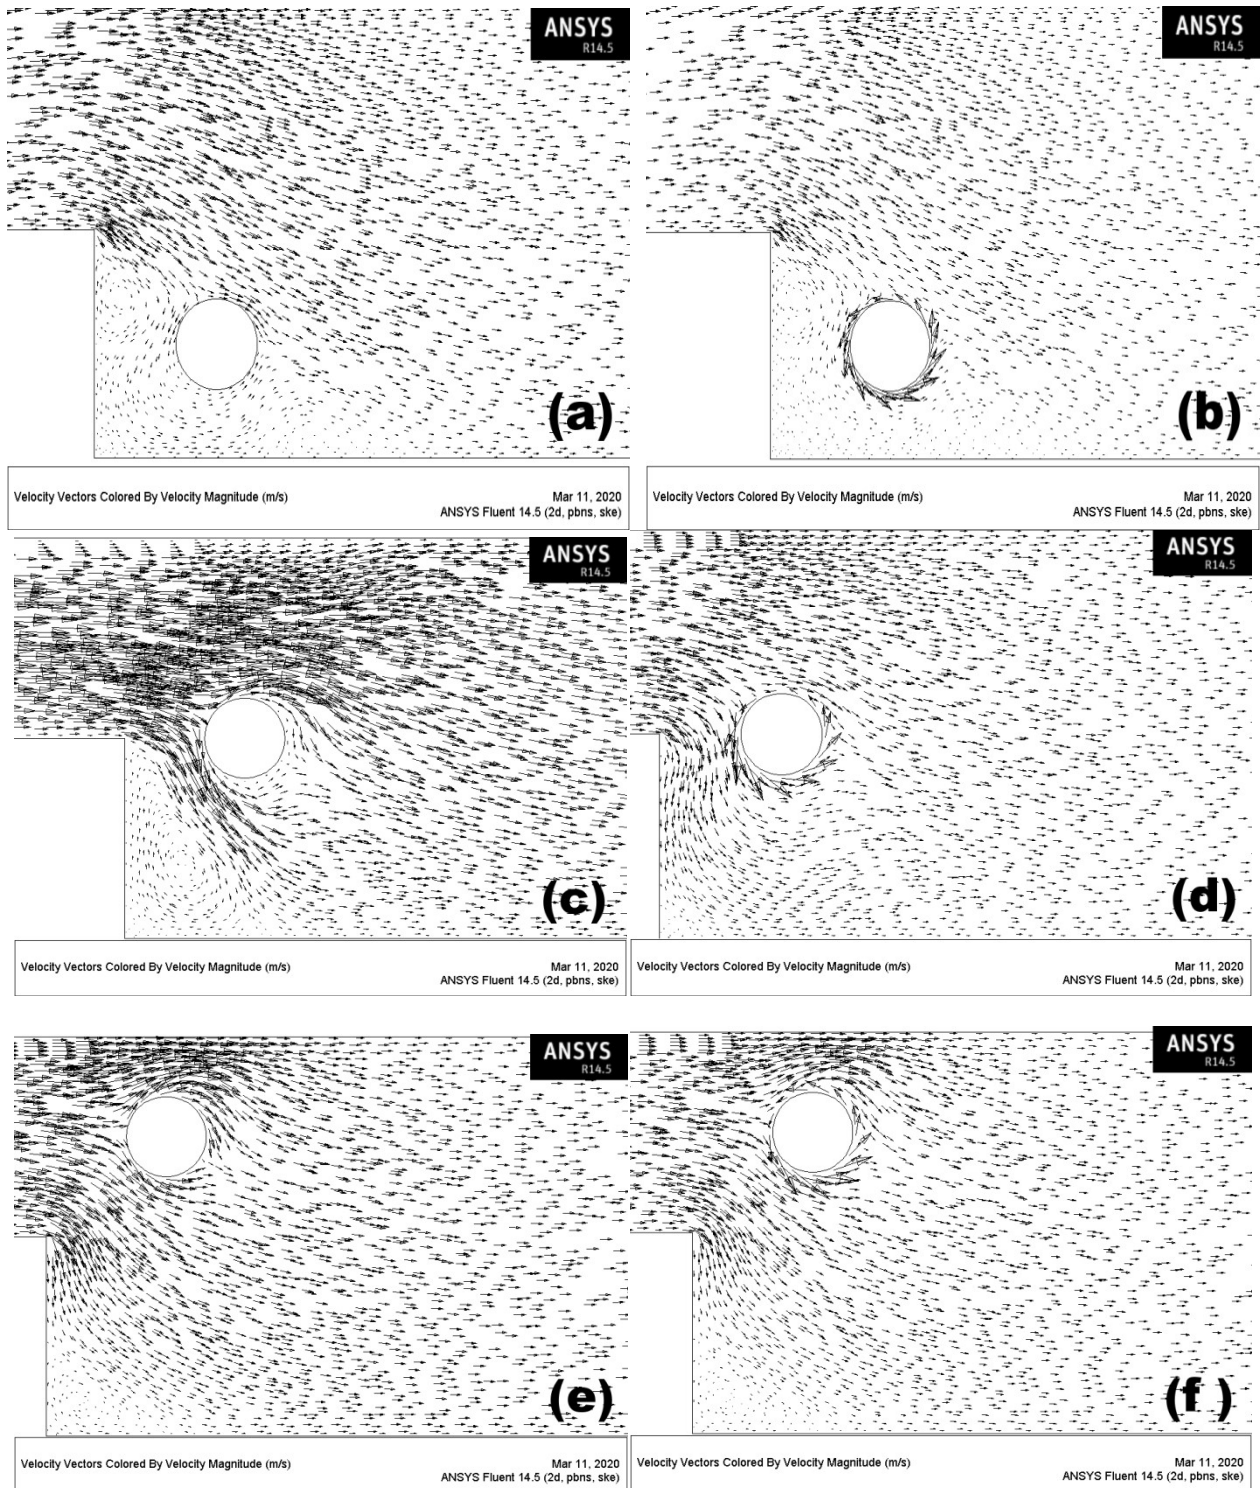 ANSYS
R14.5
(a)
Velocity Vectors Colored By Velocity Magnitude (m/s)
Mar 11, 2020
ANSYS Fluent 14.5 (2d, pbns, ske)
ANSYS
R14.5
(b)
Velocity Vectors Colored By Velocity Magnitude (m/s)
Mar 11, 2020
ANSYS Fluent 14.5 (2d, pbns, ske)
ANSYS
R14.5
(c)
Velocity Vectors Colored By Velocity Magnitude (m/s)
Mar 11, 2020
ANSYS Fluent 14.5 (2d, pbns, ske)
ANSYS
R14.5
(d)
Velocity Vectors Colored By Velocity Magnitude (m/s)
Mar 11, 2020
ANSYS Fluent 14.5 (2d, pbns, ske)
ANSYS
R14.5
(e)
Velocity Vectors Colored By Velocity Magnitude (m/s)
Mar 11, 2020
ANSYS Fluent 14.5 (2d, pbns, ske)
ANSYS
R14.5
(f )
Velocity Vectors Colored By Velocity Magnitude (m/s)
Mar 11, 2020
ANSYS Fluent 14.5 (2d, pbns, ske)